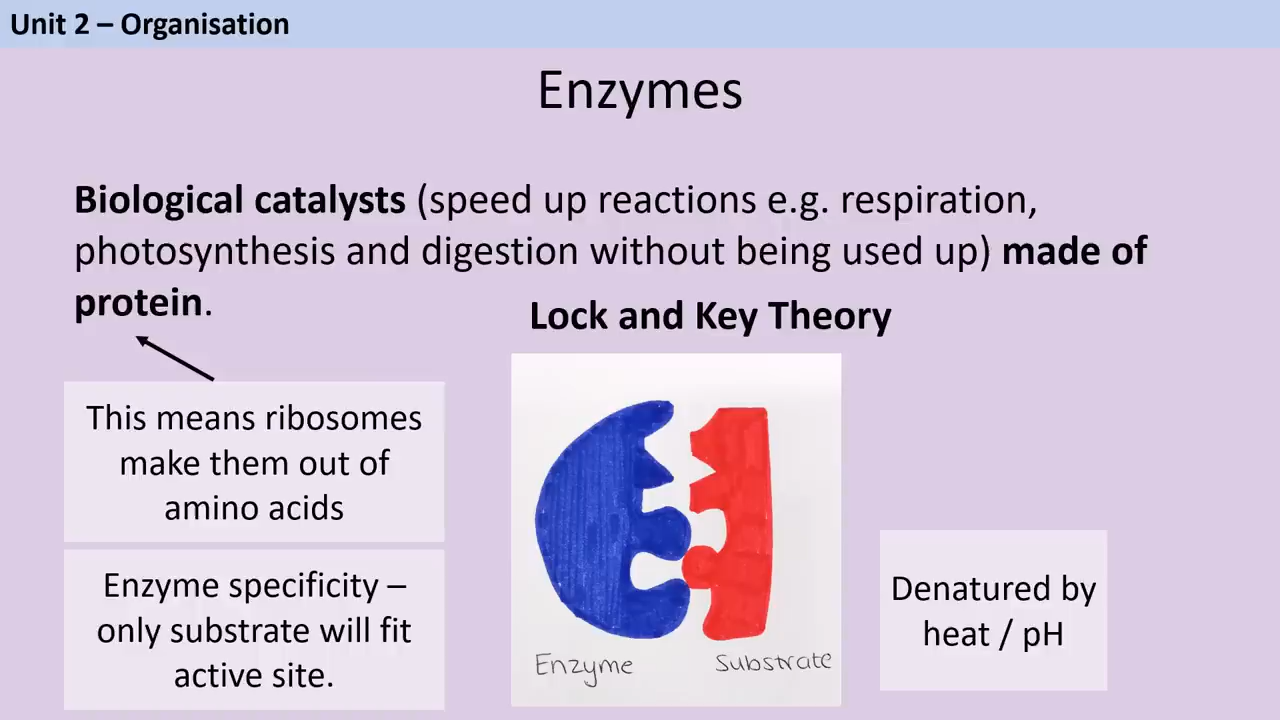 Unit 2 – Organisation
Enzymes
Biological catalysts (speed up reactions e.g. respiration,
photosynthesis and digestion without being used up) made of
protein.
Lock and Key Theory
This means ribosomes
make them out of
amino acids
Enzyme specificity –
only substrate will fit
active site.
Enzyme
Substrate
Denatured by
heat / pH